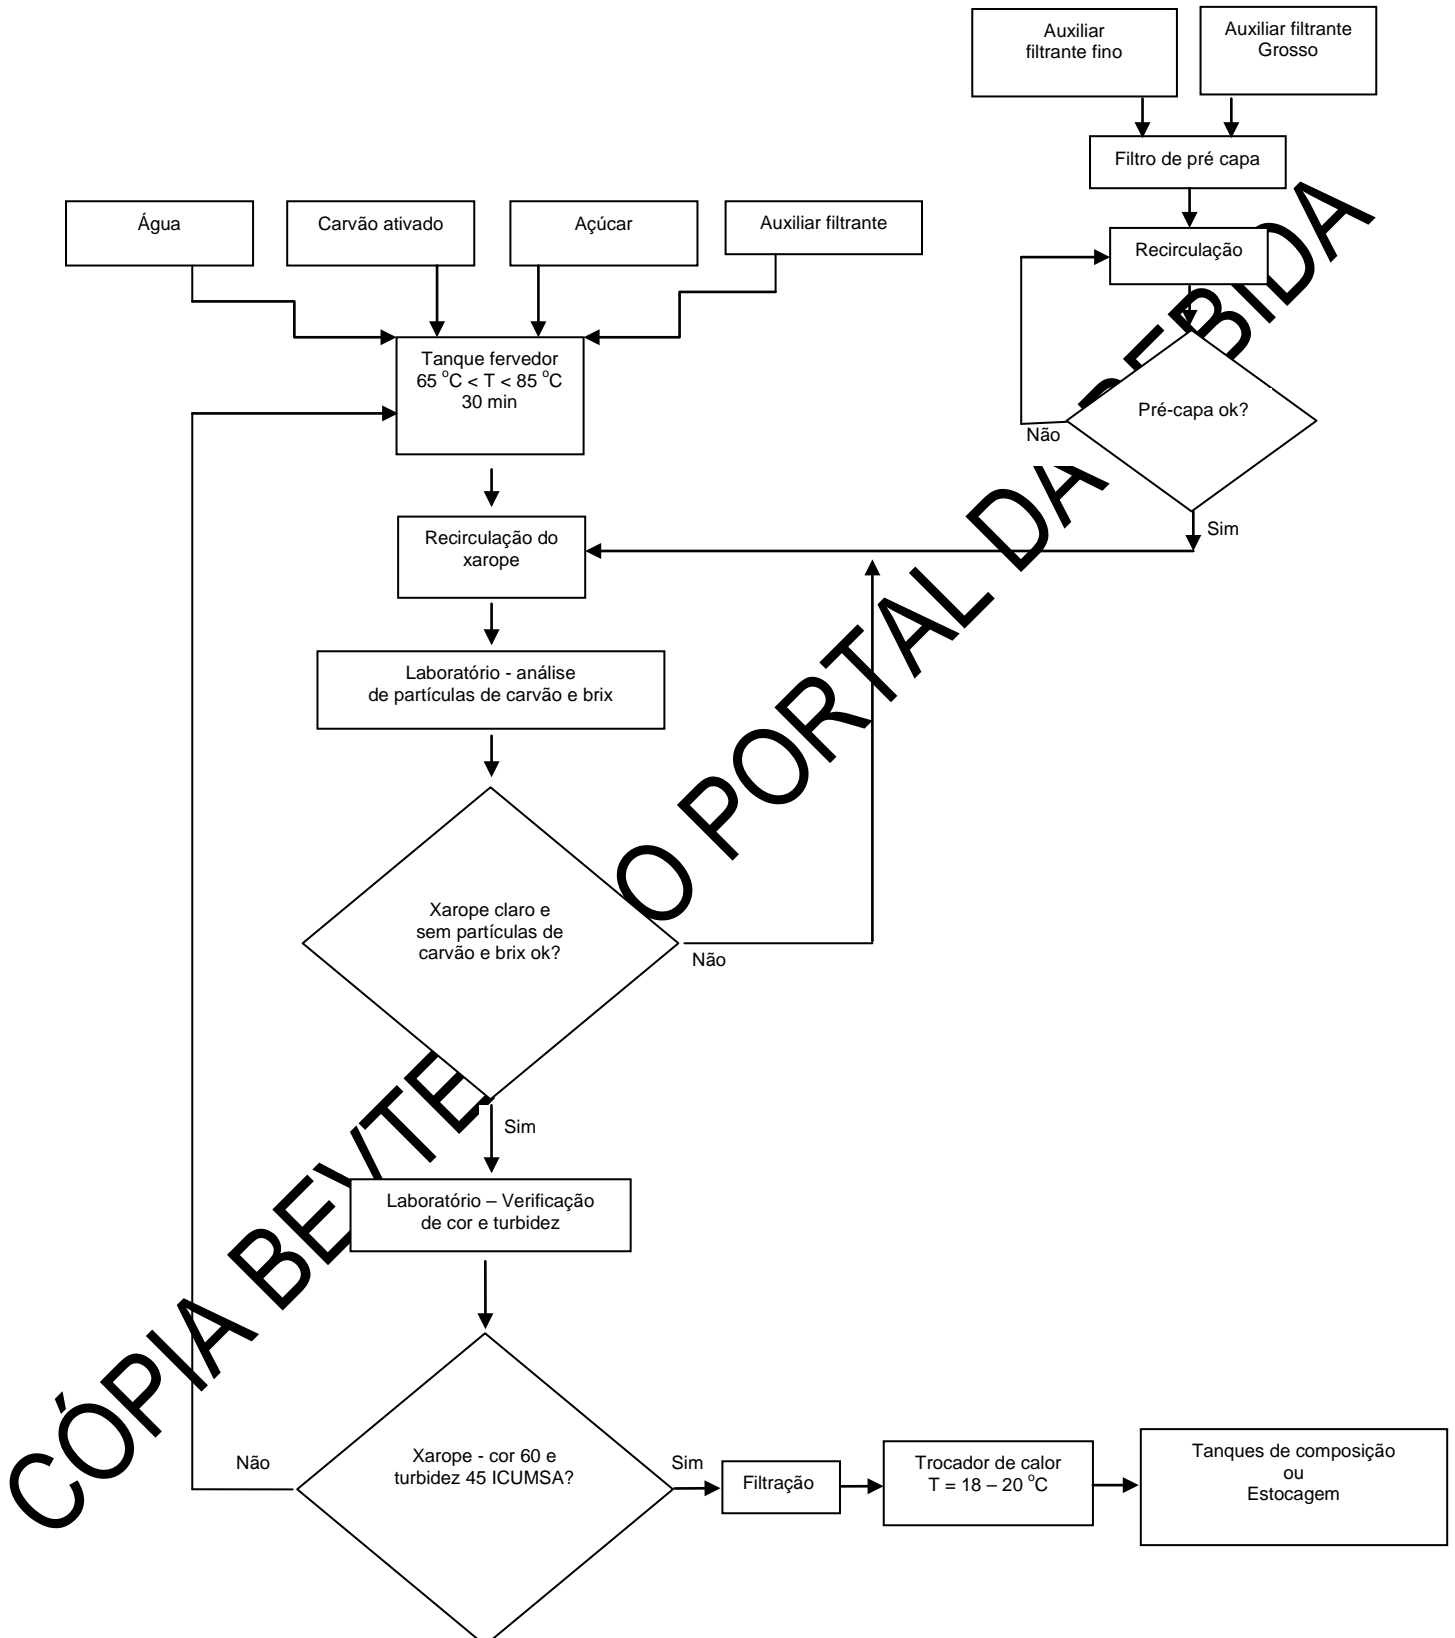 Auxiliar
filtrante fino
Auxiliar filtrante
Grosso
Filtro de pré capa
Água
Carvão ativado
Açúcar
Auxiliar filtrante
Recirculação
Tanque fervedor
65 °C < T < 85 °C
30 min
Pré-capa ok?
Não
Sim
Recirculação do
xarope
Laboratório - análise
de partículas de carvão e brix
Xarope claro e
sem partículas de
carvão e brix ok?
Não
Sim
Laboratório – Verificação
de cor e turbidez
Xarope - cor 60 e
turbidez 45 ICUMSA?
Não
Sim
Filtração
Trocador de calor
T = 18 – 20 °C
Tanques de composição
ou
Estocagem
CÓPIA O PORTAL DA